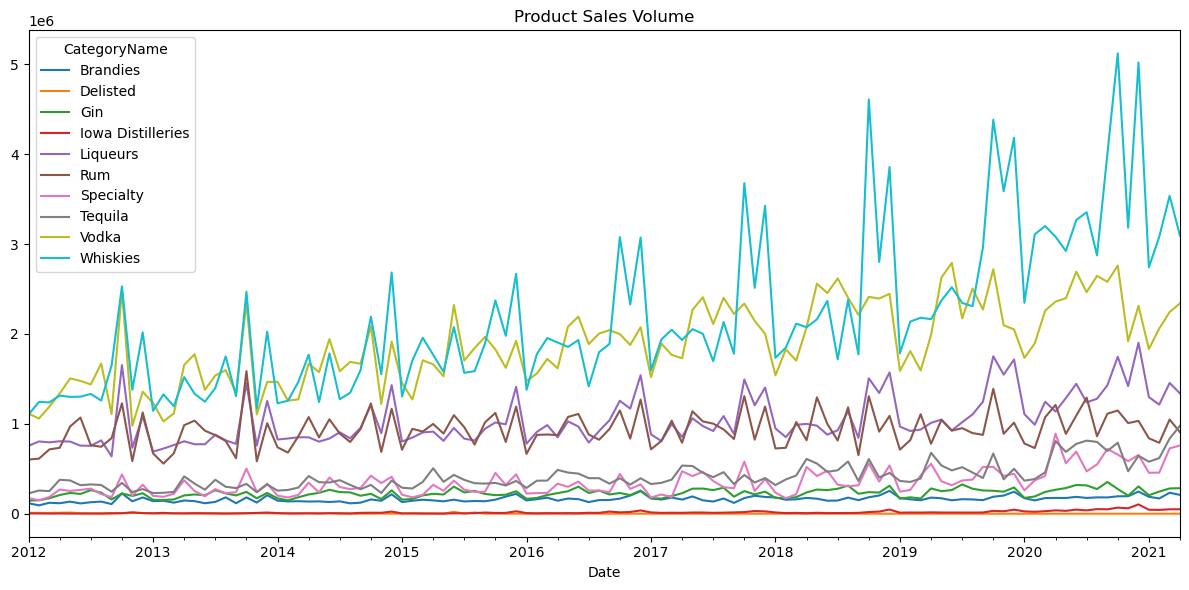 Product Sales Volume
1e6
CategoryName
Brandies
Delisted
Gin
Iowa Distilleries
Liqueurs
Rum
Specialty
Tequila
Vodka
Whiskies
5
4
3
2
1
0
2012 2013 2014 2015 2016 2017 2018 2019 2020 2021
Date